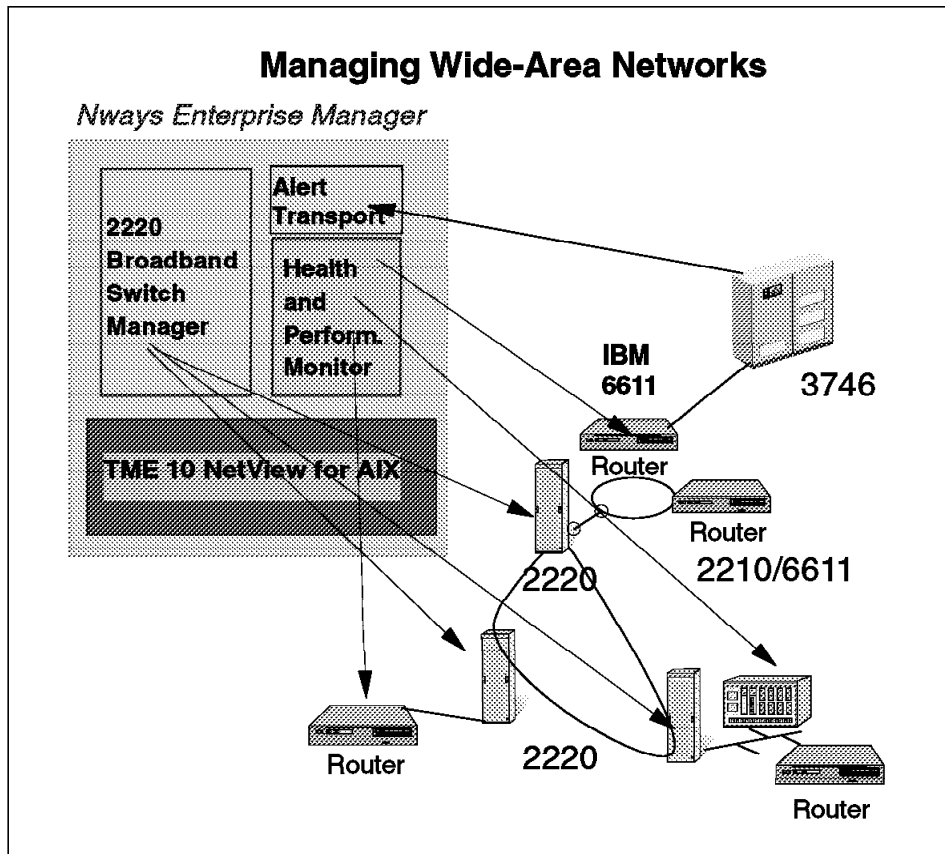 Managing Wide-Area Networks
Nways Enterprise Manager
2220
Broadband
Switch
Manager
Alert
Transport
Health
and
Perform.
Monitor
TME 10 NetView for AIX
IBM
6611
3746
Router
Router
2210/6611
2220
2220
Router
Router